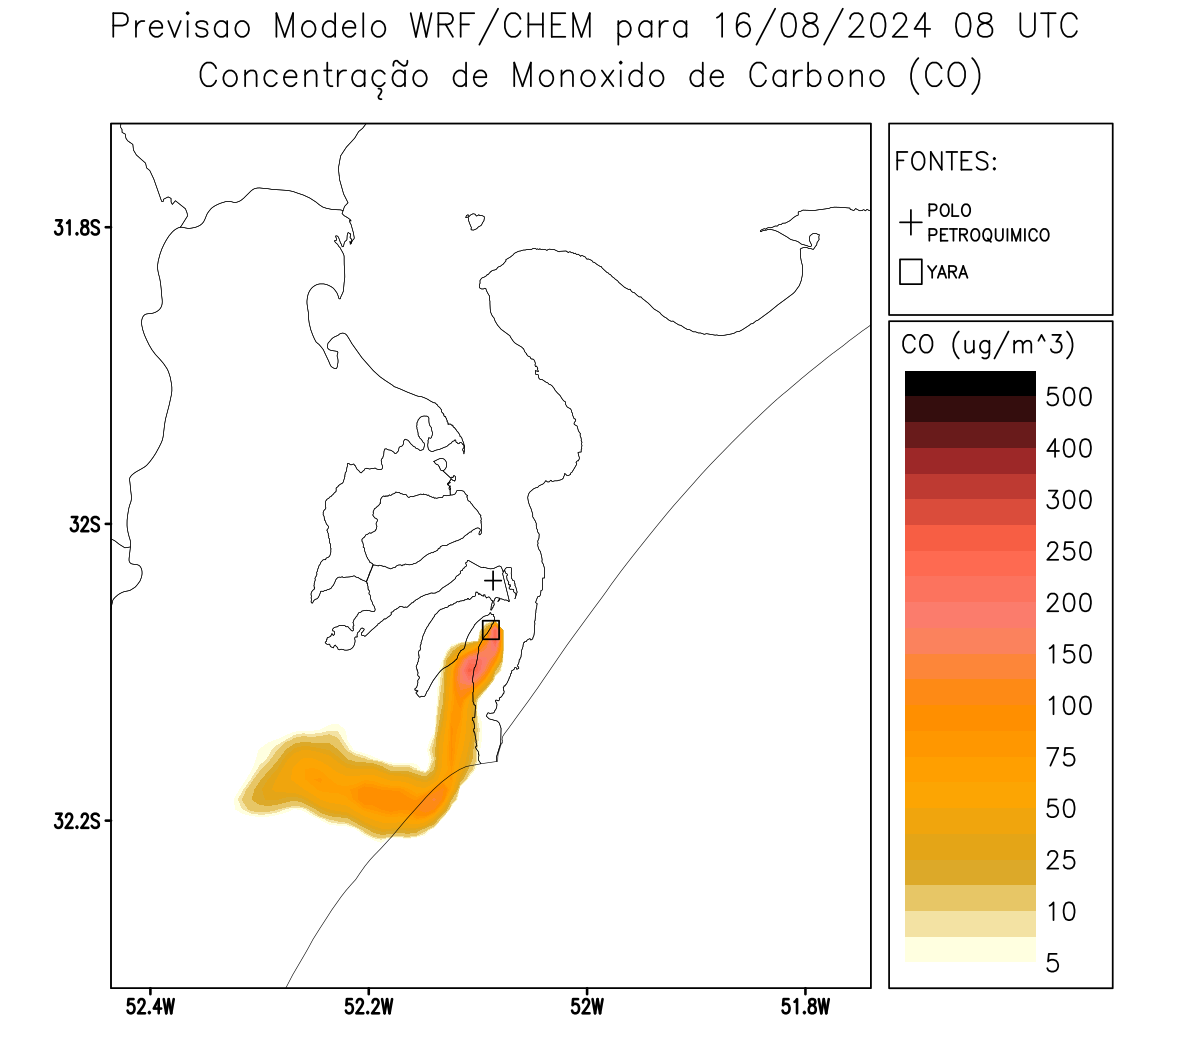 Previsao Modelo WRF/CHEM para 16/08/2024 08 UTC
Concentração de Monoxido de Carbono (CO)
FONTES:
POLO
PETROQUIMICO
YARA
CO (ug/m^3)
500
400
300
250
200
150
100
75
50
25
10
5
31.8S
32S
32.2S
52.4W
52.2W
52W
51.8W